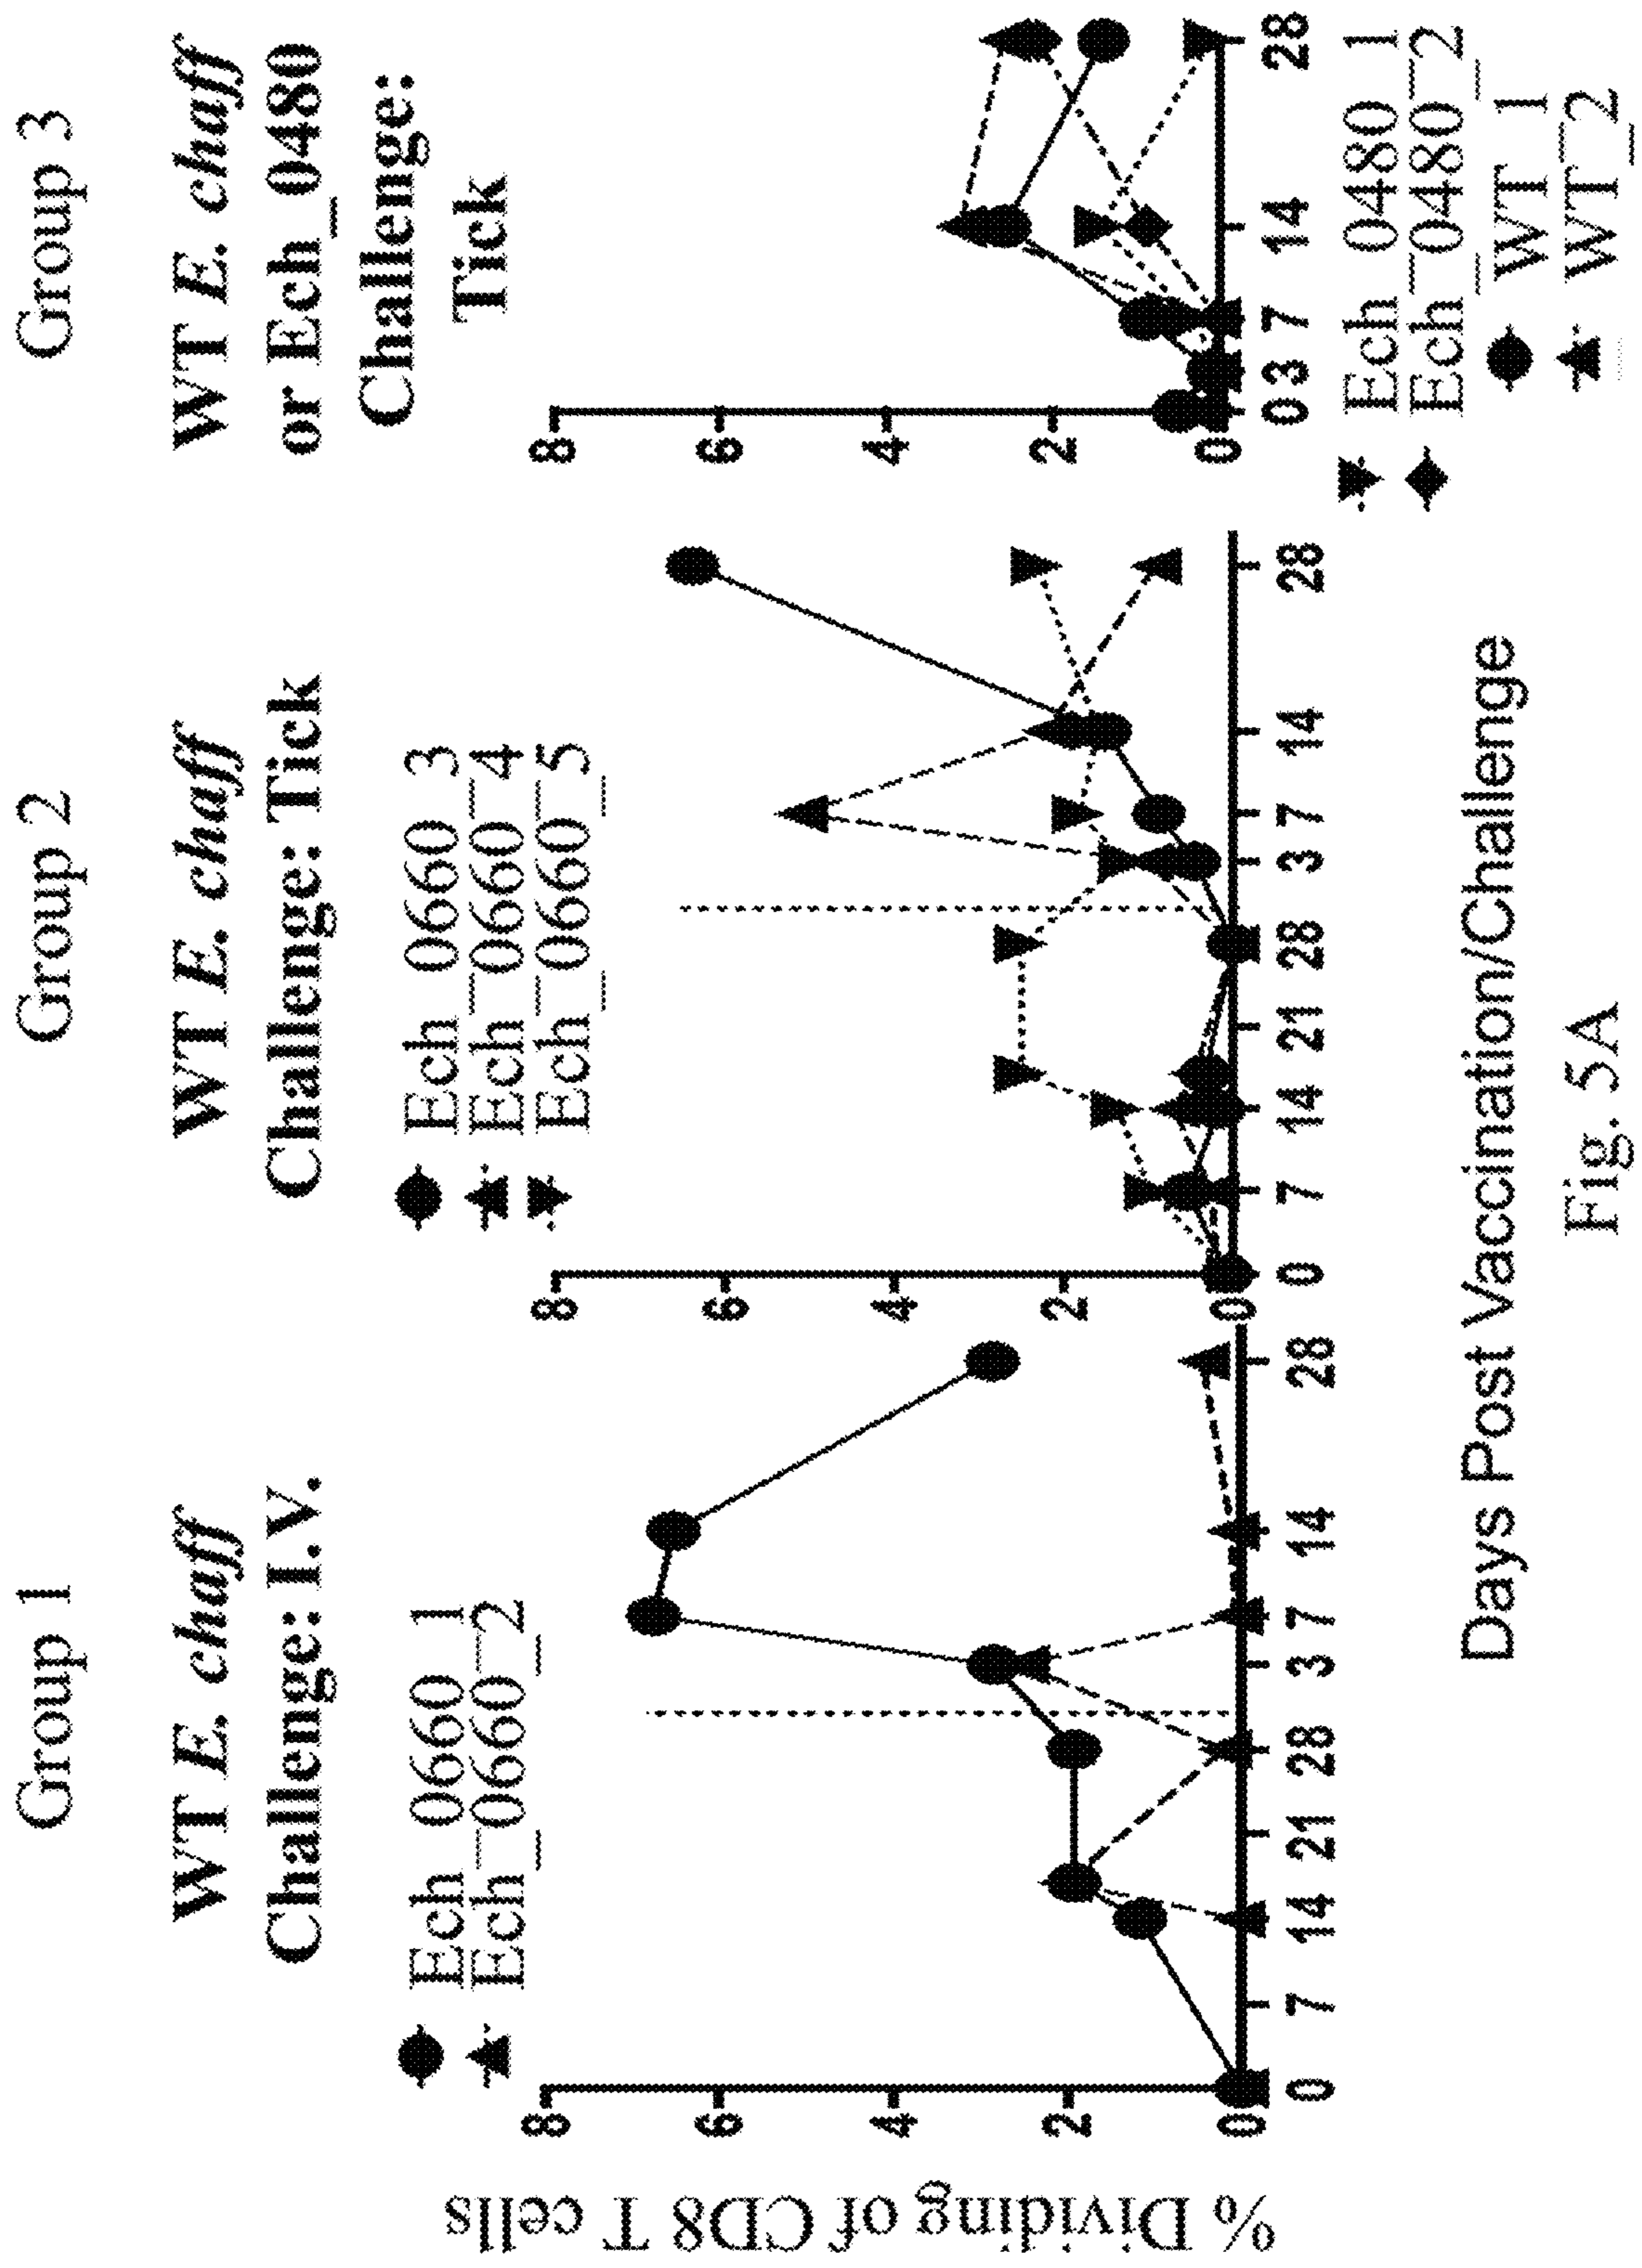 Group 1
WT E. chaff
Challenge: I.V.
Ech_0660_1
Ech_0660_2
8
6
4
2
0
0 7 14 21 28 3 7 14 28
Group 2
WT E. chaff
Challenge: Tick
Ech_0660_3
Ech_0660_4
Ech_0660_5
8
6
4
2
0
0 7 14 21 28 3 7 14 28
Group 3
WT E. chaff
or Ech_0480
Challenge:
Tick
8
6
4
2
0
0 3 7 14 28
Ech_0480_1
Ech_0480_2
WT_1
WT_2
% Dividing of CD8 T cells
Days Post Vaccination/Challenge
Fig. 5A